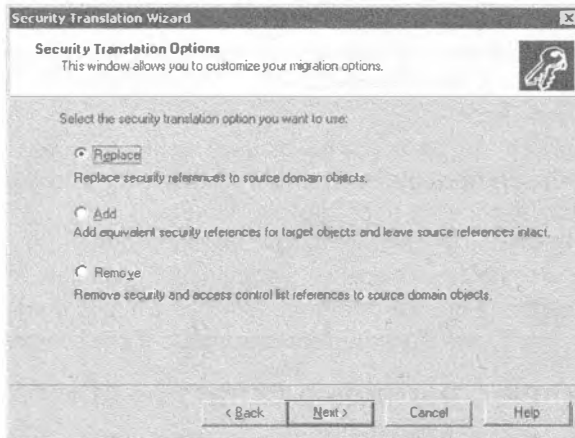 Security Translation Wizard
Security Translation Options
This window allows you to customize your migration options.
Select the security translation option you want to use:
Replace
Replace security references to source domain objects.
Add
Add equivalent security references for target objects and leave source references intact.
Remove
Remove security and access control list references to source domain objects.
< Back
Next >
Cancel
Help